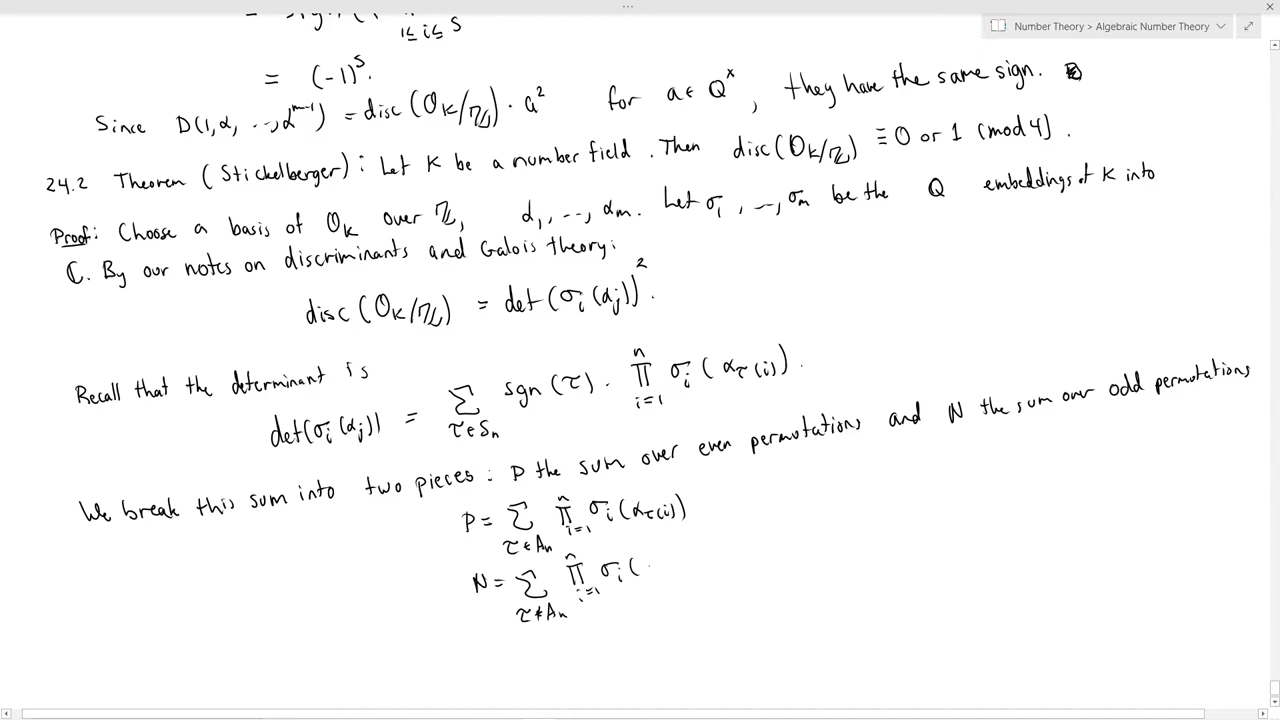 Number Theory > Algebraic Number Theory
1≤i≤s
= (-1)^s.
Since D(1,α,...,α^{m-1}) = disc(O_K/ℤ)·a² for a∈Q^×, they have the same sign.
24.2 Theorem (Stickelberger): Let K be a number field. Then disc(O_K/ℤ) ≡ 0 or 1 (mod 4].
Proof: Choose a basis of O_K over ℤ, α₁,...,α_m. Let σ₁,...,σ_m be the Q embeddings of K into
ℂ. By our notes on discriminants and Galois theory:
disc(O_K/ℤ) = det(σ_i(α_j))².
Recall that the determinant is
det(σ_i(α_j)) = ∑_{τ∈S_n} sgn(τ)·∏_{i=1}^{n} σ_i(α_{τ(i)}).
We break this sum into two pieces: P the sum over even permutations and N the sum over odd permutations
P = ∑_{τ∈A_n} ∏_{i=1}^{n} σ_i(α_{τ(i)})
N = ∑_{τ∉A_n} ∏_{i=1}^{n} σ_i(